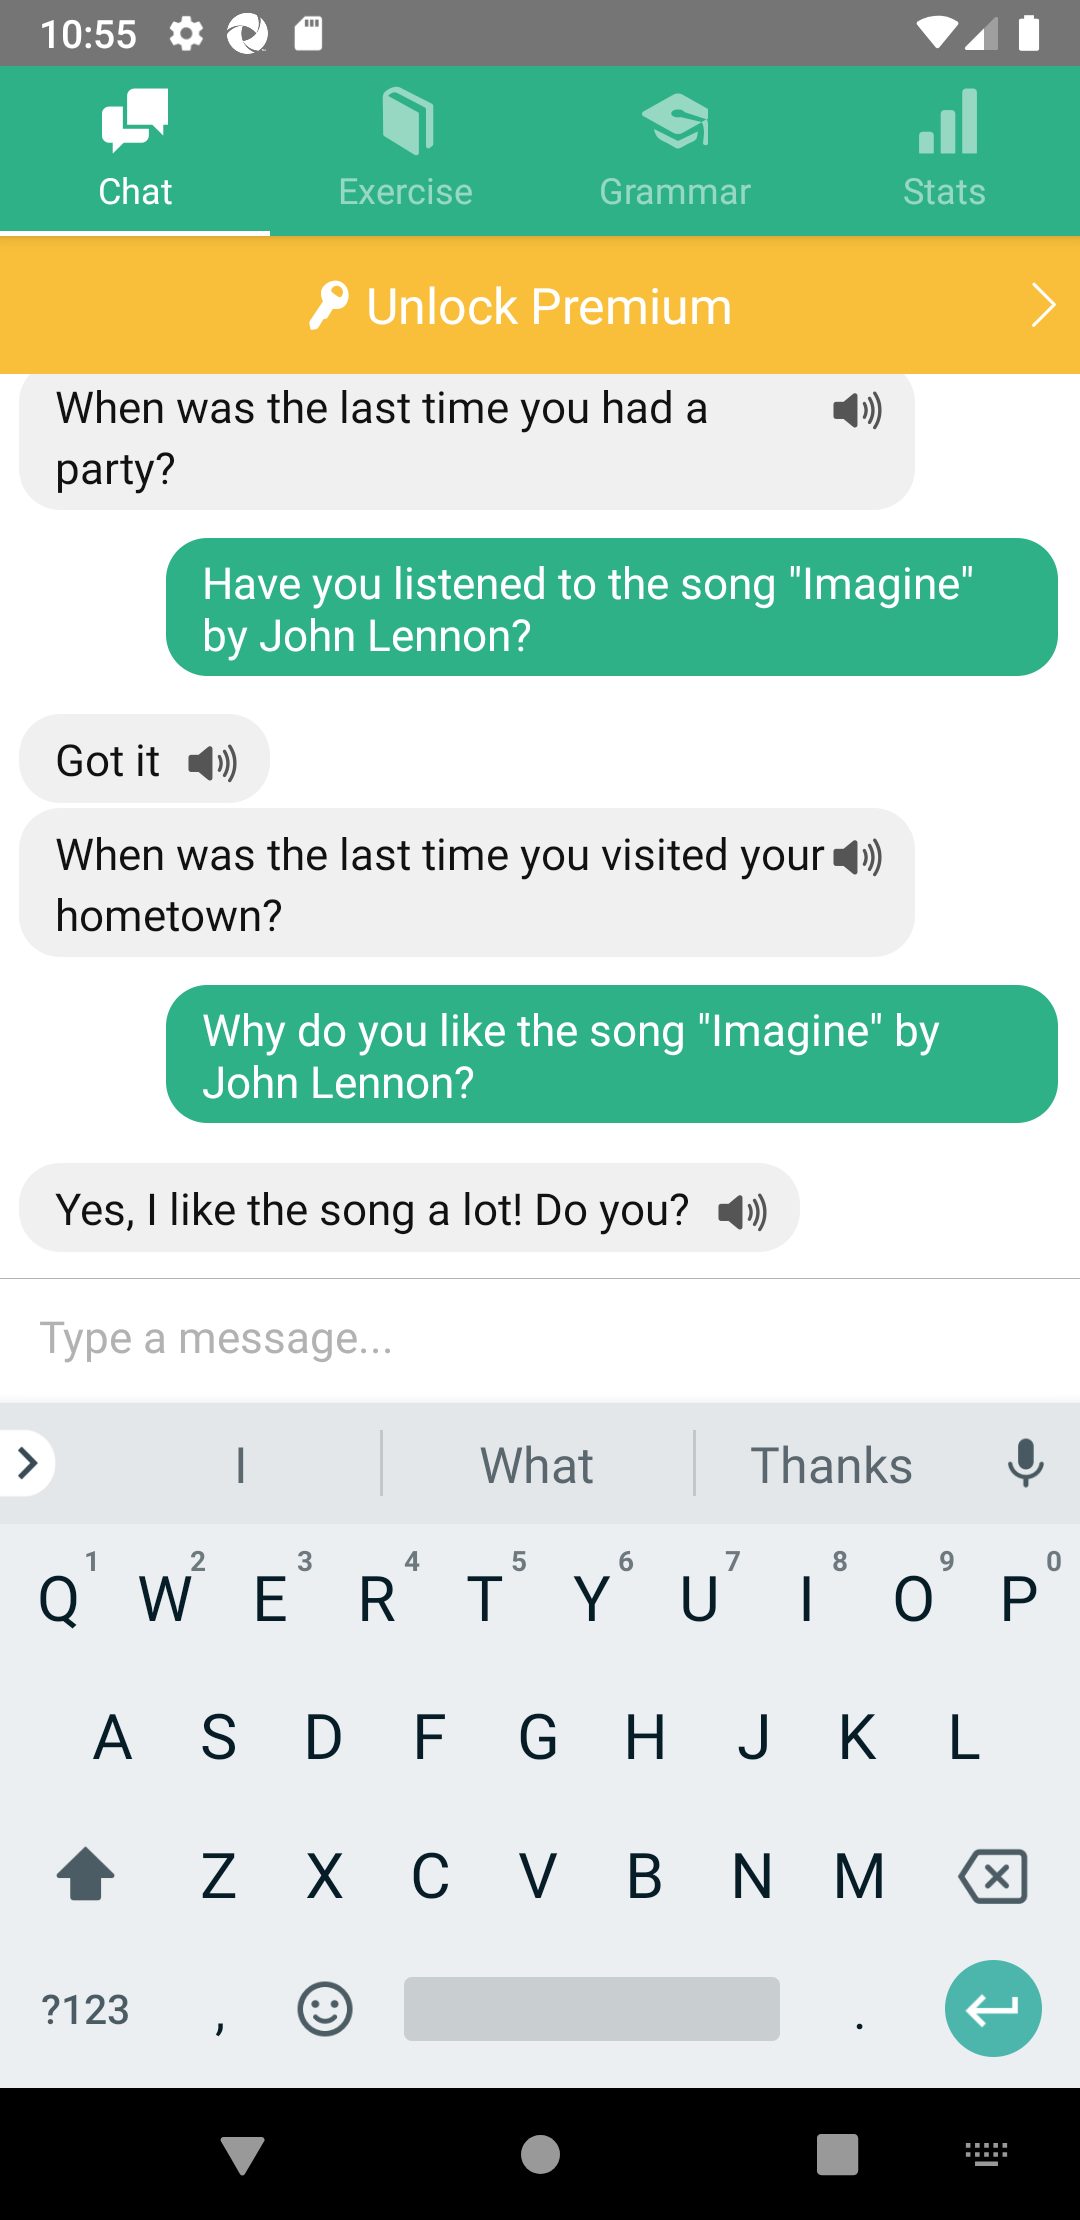 10:55
Chat
Exercise
Grammar
Stats
Unlock Premium
When was the last time you had a
party?
Have you listened to the song "Imagine"
by John Lennon?
Got it
When was the last time you visited your
hometown?
Why do you like the song "Imagine" by
John Lennon?
Yes, I like the song a lot! Do you?
Type a message...
I What Thanks
1 2 3 4 5 6 7 8 9 0
Q W E R T Y U I O P
A S D F G H J K L
Z X C V B N M
?123 , .